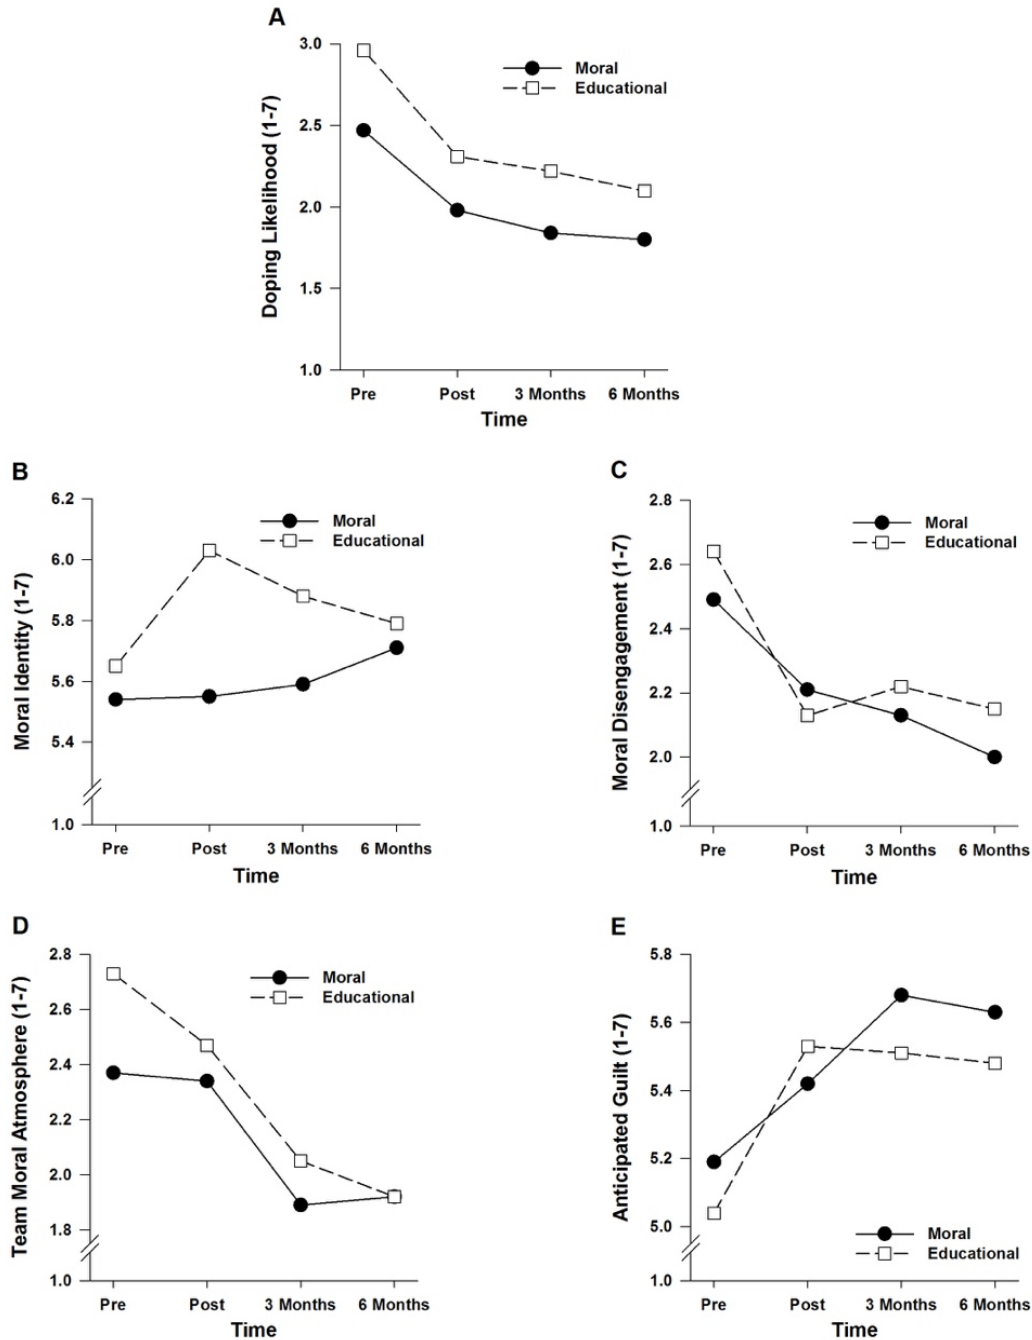 A
Doping Likelihood (1-7)
3.0
2.5
2.0
1.5
1.0
Moral
Educational
Pre Post 3 Months 6 Months
Time
B
Moral Identity (1-7)
6.2
6.0
5.8
5.6
5.4
1.0
Moral
Educational
Pre Post 3 Months 6 Months
Time
C
Moral Disengagement (1-7)
2.8
2.6
2.4
2.2
2.0
1.0
Moral
Educational
Pre Post 3 Months 6 Months
Time
D
Team Moral Atmosphere (1-7)
2.8
2.6
2.4
2.2
2.0
1.8
1.0
Moral
Educational
Pre Post 3 Months 6 Months
Time
E
Anticipated Guilt (1-7)
5.8
5.6
5.4
5.2
5.0
1.0
Moral
Educational
Pre Post 3 Months 6 Months
Time